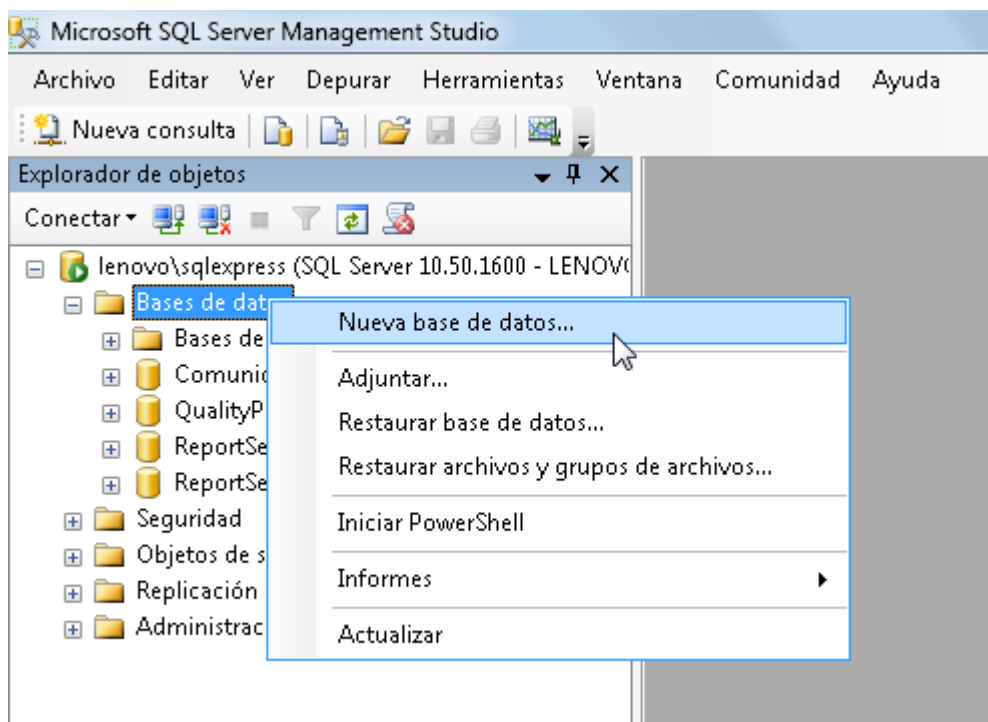 Microsoft SQL Server Management Studio
Archivo Editar Ver Depurar Herramientas Ventana Comunidad Ayuda
Nueva consulta
Explorador de objetos
Conectar
lenovo\sqlexpress (SQL Server 10.50.1600 - LENOV
Bases de dat
Nueva base de datos...
Bases de
Comunic
Adjuntar...
QualityP
Restaurar base de datos...
ReportSe
Restaurar archivos y grupos de archivos...
ReportSe
Seguridad
Iniciar PowerShell
Objetos de s
Informes
Replicación
Administrac
Actualizar